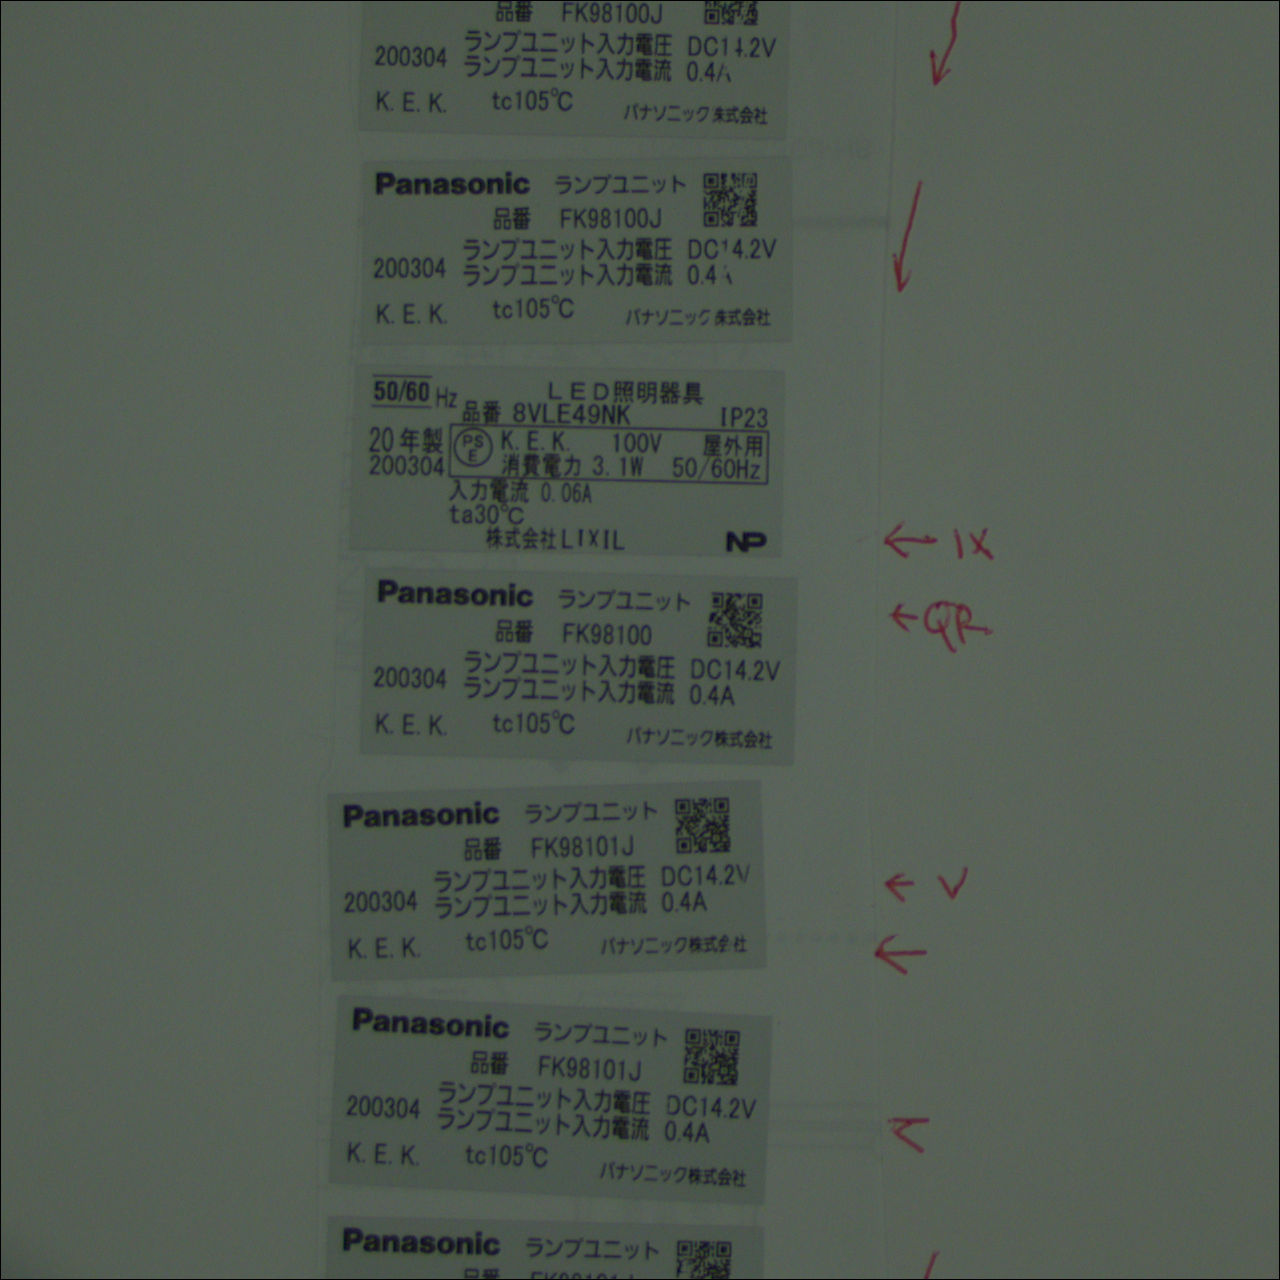 品番 FK98100J
ランプユニット入力電圧 DC14.2V
200304 ランプユニット入力電流 0.4A
K.E.K. tc105℃ パナソニック株式会社
Panasonic ランプユニット
品番 FK98100J
ランプユニット入力電圧 DC14.2V
200304 ランプユニット入力電流 0.4A
K.E.K. tc105℃ パナソニック株式会社
50/60 Hz LED照明器具
品番 8VLE49NK IP23
20年製 PSE K.E.K. 100V 屋外用
200304 消費電力 3.1W 50/60Hz
入力電流 0.06A
ta30℃
株式会社LIXIL NP
← IX
Panasonic ランプユニット
← QR
品番 FK98100
ランプユニット入力電圧 DC14.2V
200304 ランプユニット入力電流 0.4A
K.E.K. tc105℃ パナソニック株式会社
Panasonic ランプユニット
品番 FK98101J
ランプユニット入力電圧 DC14.2V
← V
200304 ランプユニット入力電流 0.4A
K.E.K. tc105℃ パナソニック株式会社
Panasonic ランプユニット
品番 FK98101J
ランプユニット入力電圧 DC14.2V
200304 ランプユニット入力電流 0.4A
K.E.K. tc105℃ パナソニック株式会社
Panasonic ランプユニット
品番 FK98101J